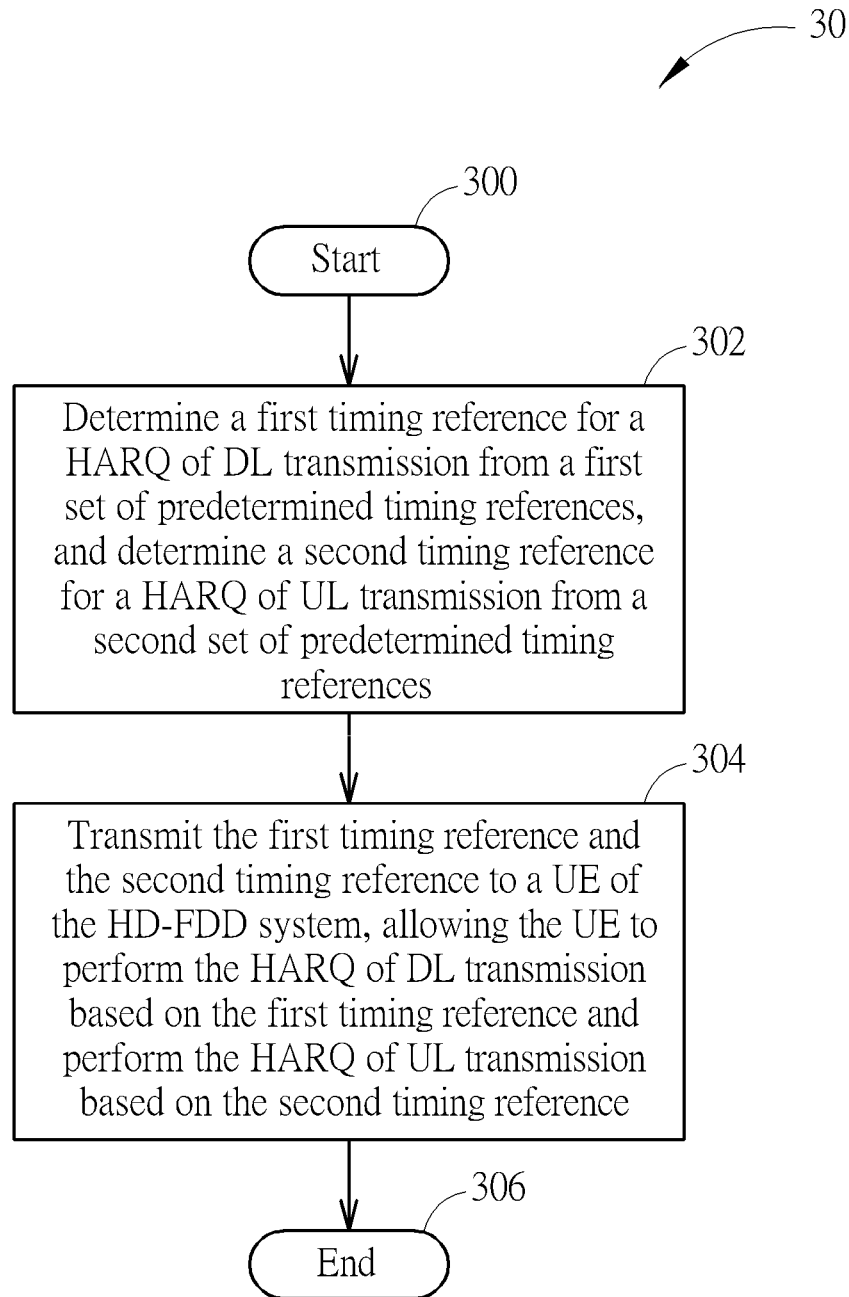 30
300
Start
302
Determine a first timing reference for a
HARQ of DL transmission from a first
set of predetermined timing references,
and determine a second timing reference
for a HARQ of UL transmission from a
second set of predetermined timing
references
304
Transmit the first timing reference and
the second timing reference to a UE of
the HD-FDD system, allowing the UE to
perform the HARQ of DL transmission
based on the first timing reference and
perform the HARQ of UL transmission
based on the second timing reference
306
End